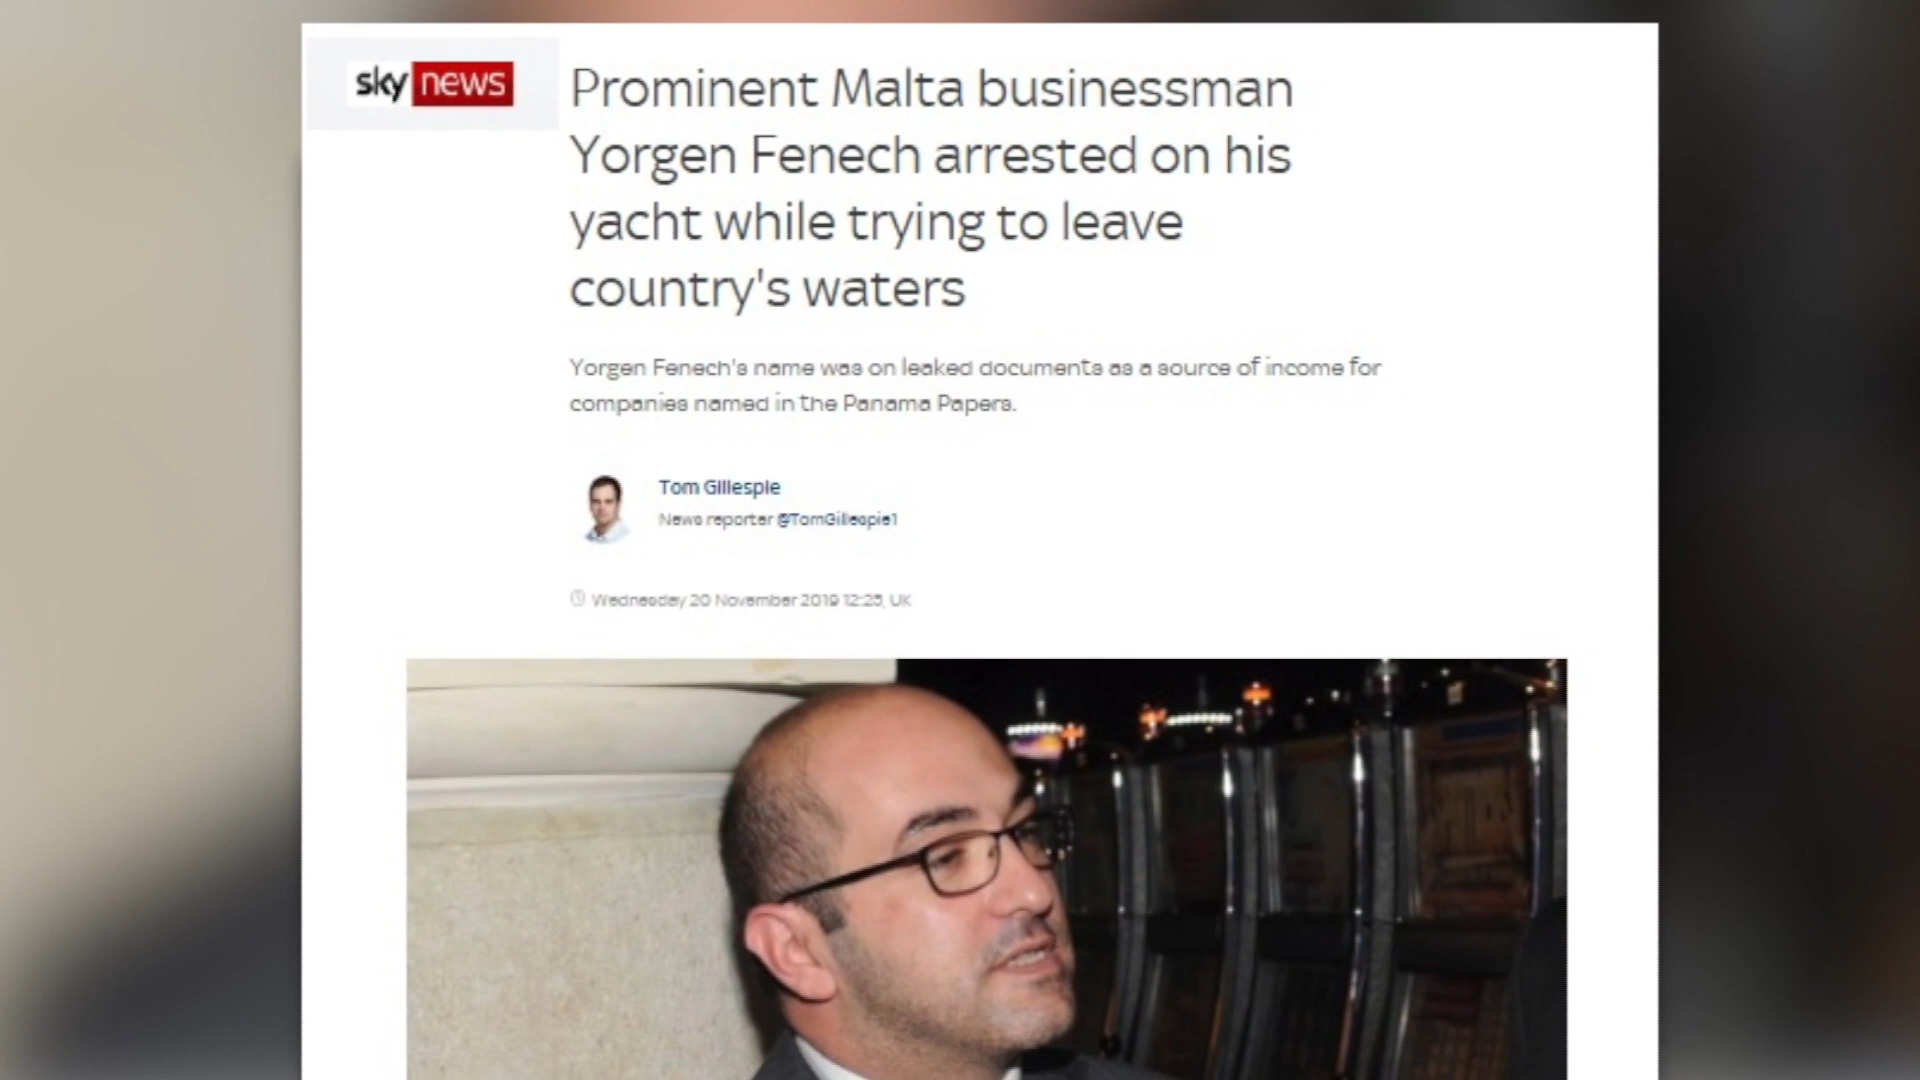 sky news
Prominent Malta businessman
Yorgen Fenech arrested on his
yacht while trying to leave
country's waters
Yorgen Fenech's name was on leaked documents as a source of income for
companies named in the Panama Papers.
Tom Gillespie
News reporter @TomGillespie1
Wednesday 20 November 2019 12:25, UK